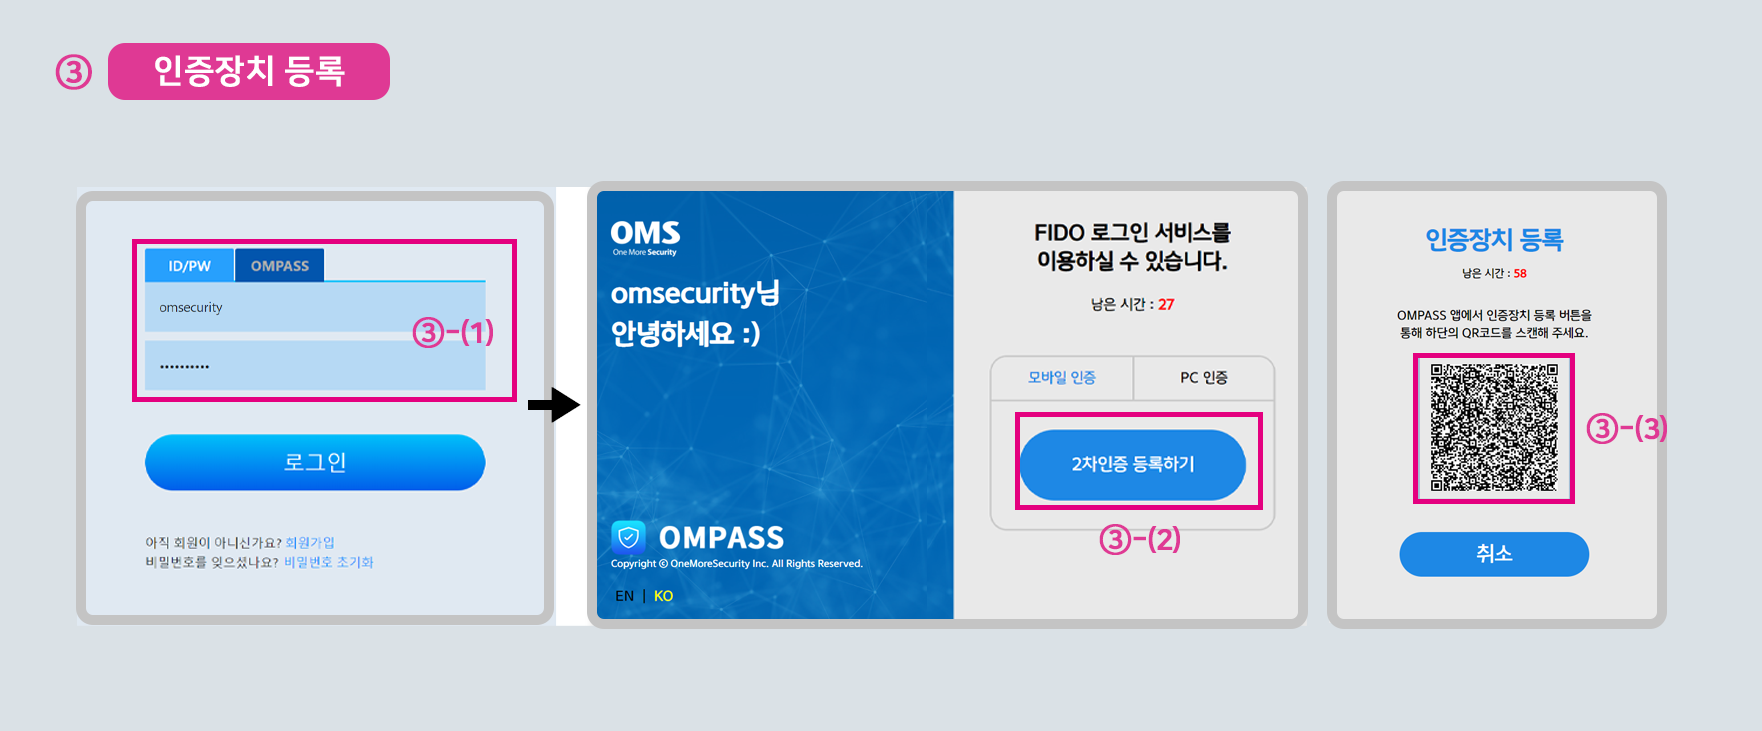 ③ 인증장치 등록
ID/PW OMPASS
omsecurity
③-(1)
••••••••••
로그인
아직 회원이 아니신가요? 회원가입
비밀번호를 잊으셨나요? 비밀번호 초기화
OMS
One More Security
omsecurity님
안녕하세요 :)
OMPASS
Copyright © OneMoreSecurity Inc. All Rights Reserved.
EN | KO
FIDO 로그인 서비스를
이용하실 수 있습니다.
남은 시간 : 27
모바일 인증 PC 인증
2차인증 등록하기
③-(2)
인증장치 등록
남은 시간 : 58
OMPASS 앱에서 인증장치 등록 버튼을
통해 하단의 QR코드를 스캔해 주세요.
③-(3)
취소